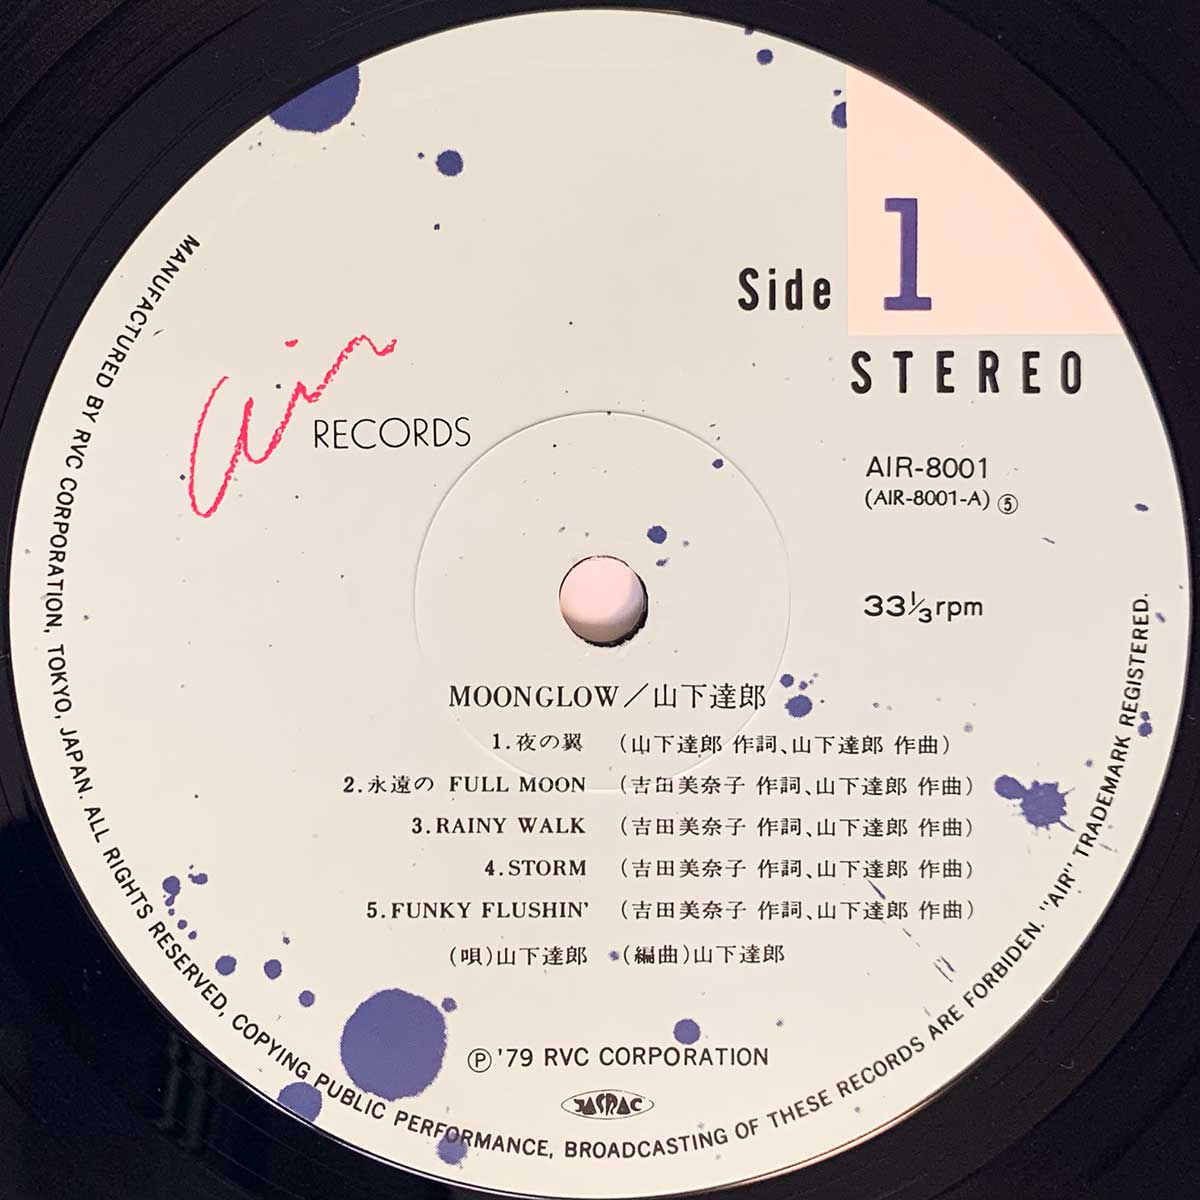 Side 1
STEREO
Air
RECORDS
AIR-8001
(AIR-8001-A) ⑤
33⅓rpm
MOONGLOW／山下達郎
1.夜の翼 (山下達郎 作詞、山下達郎 作曲)
2.永遠の FULL MOON (吉田美奈子 作詞、山下達郎 作曲)
3.RAINY WALK (吉田美奈子 作詞、山下達郎 作曲)
4.STORM (吉田美奈子 作詞、山下達郎 作曲)
5.FUNKY FLUSHIN' (吉田美奈子 作詞、山下達郎 作曲)
(唄)山下達郎 (編曲)山下達郎
Ⓟ '79 RVC CORPORATION
JASRAC
MANUFACTURED BY RVC CORPORATION, TOKYO, JAPAN. ALL RIGHTS RESERVED, COPYING PUBLIC PERFORMANCE, BROADCASTING OF THESE RECORDS ARE FORBIDEN. "AIR" TRADEMARK REGISTERED.